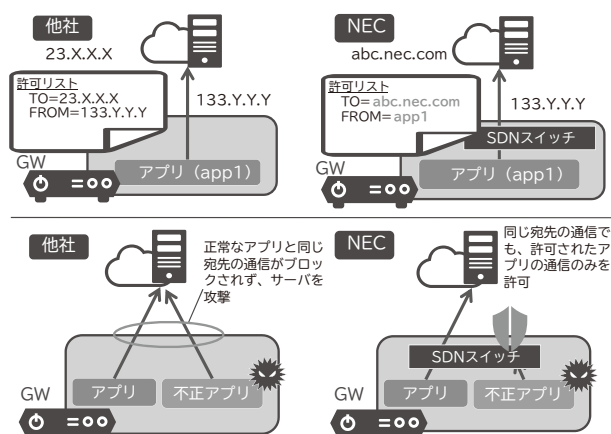 他社
23.X.X.X
許可リスト
TO=23.X.X.X
FROM=133.Y.Y.Y
133.Y.Y.Y
GW
アプリ（app1）
NEC
abc.nec.com
許可リスト
TO=abc.nec.com
FROM=app1
133.Y.Y.Y
SDNスイッチ
GW
アプリ（app1）
他社
正常なアプリと同じ
宛先の通信がブロッ
クされず、サーバを
攻撃
GW
アプリ
不正アプリ
NEC
同じ宛先の通信で
も、許可されたア
プリの通信のみを
許可
SDNスイッチ
GW
アプリ
不正アプリ